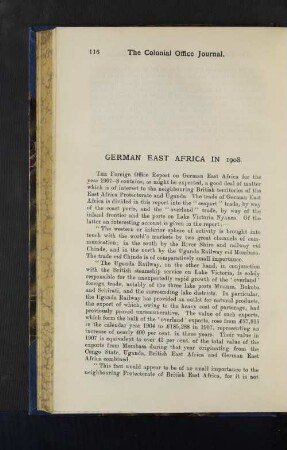 116 The Colonial Office Journal.
GERMAN EAST AFRICA IN 1908.
THE Foreign Office Report on German East Africa for the
year 1907-8 contains, as might be expected, a good deal of matter
which is of interest to the neighbouring British territories of the
East Africa Protectorate and Uganda. The trade of German East
Africa is divided in this report into the "seaport" trade, by way
of the coast ports, and the "overland" trade, by way of the
inland frontier and the ports on Lake Victoria Nyanza. Of the
latter an interesting account is given in the report:
"The western or interior sphere of activity is brought into
touch with the world's markets by two great channels of com-
munication: in the south by the River Shire and railway viâ
Chinde, and in the north by the Uganda Railway viâ Mombasa.
The trade viâ Chinde is of comparatively small importance.
"The Uganda Railway, on the other hand, in conjunction
with the British steamship service on Lake Victoria, is solely
responsible for the unexpectedly rapid growth of the 'overland'
foreign trade, notably of the three lake ports Muanza, Bukoba,
and Schirati, and the surrounding lake districts. In particular,
the Uganda Railway has provided an outlet for native products,
the export of which, owing to the heavy cost of porterage, had
previously proved unremunerative. The value of such exports,
which form the bulk of the 'overland' exports, rose from
in the calendar year 1904 to in 1907, representing an
increase of nearly per cent. in three years. Their value in
1907 is equivalent to over 42 per cent. of the total value of the
exports from Mombasa during that year originating from the
Congo State, Uganda, British East Africa and German East
Africa combined.
"This fact would appear to be of no small importance to the
neighbouring Protectorate of British East Africa, for it is not